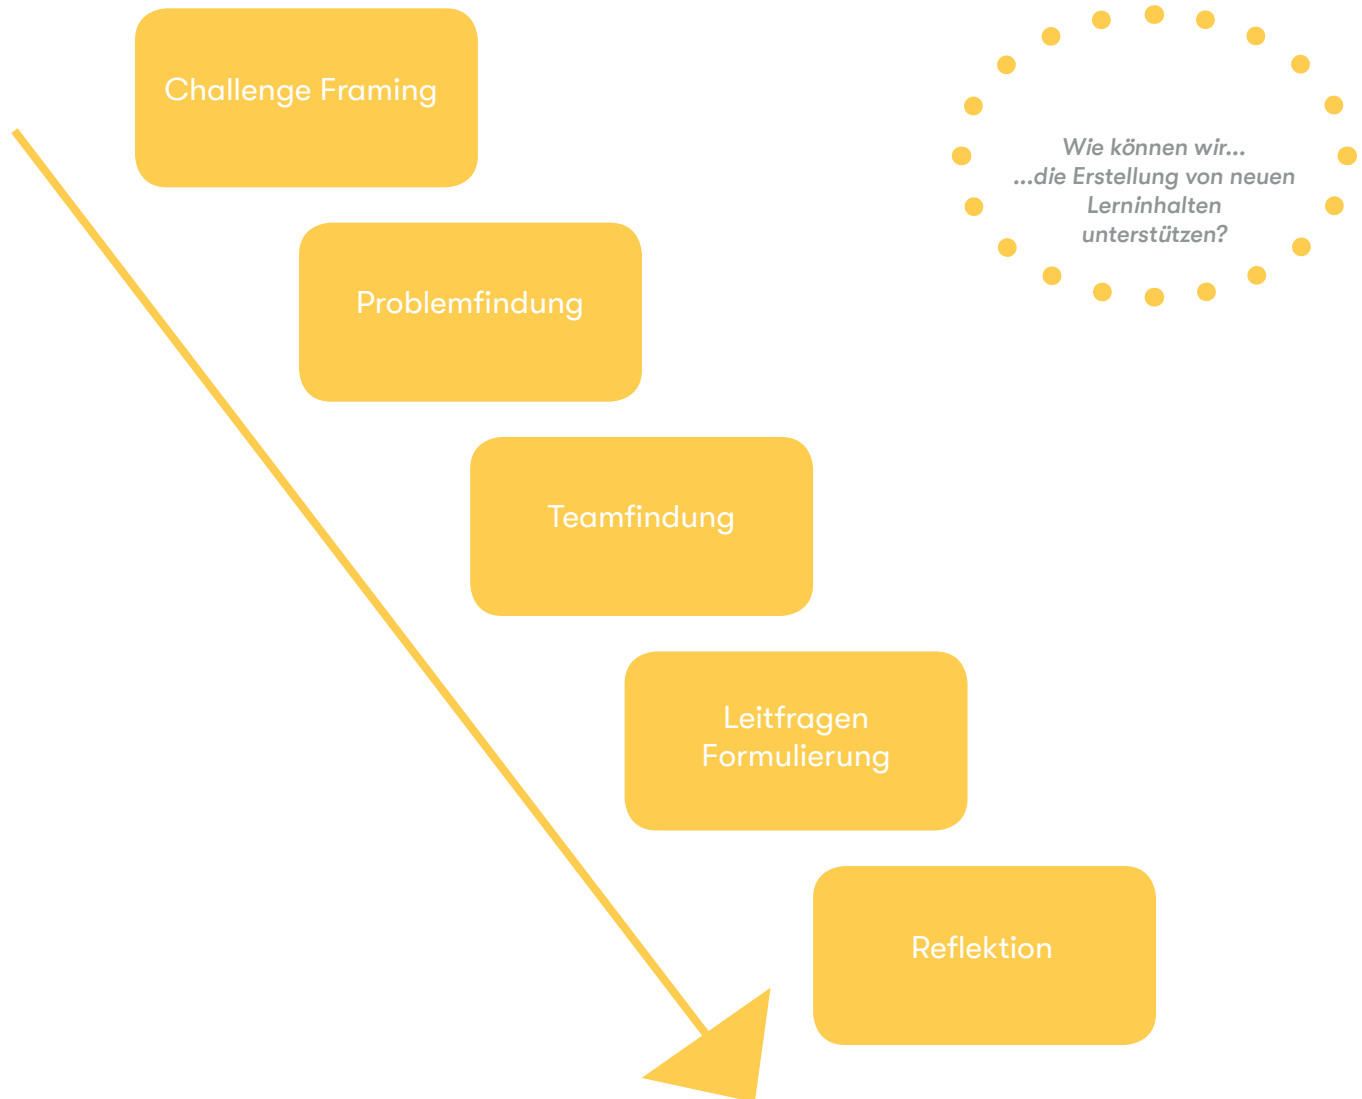 Challenge Framing
Wie können wir...
...die Erstellung von neuen
Lerninhalten
unterstützen?
Problemfindung
Teamfindung
Leitfragen
Formulierung
Reflektion